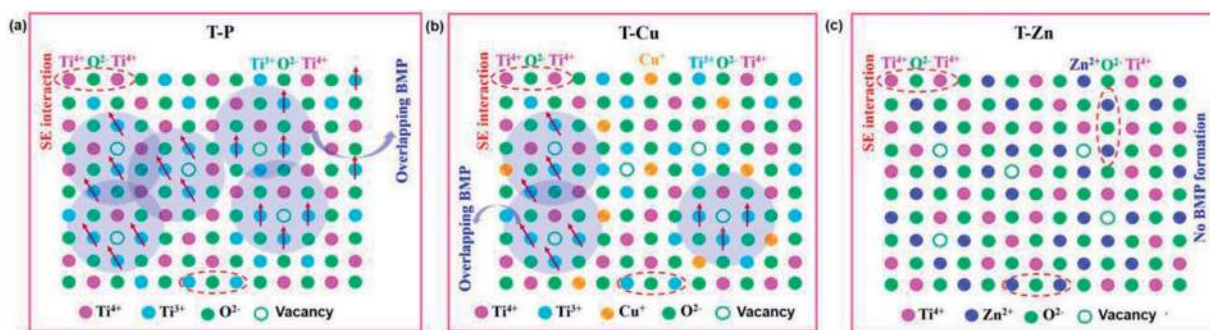 (a)
T-P
Ti⁴⁺ O²⁻ Ti⁴⁺
Ti³⁺ O²⁻ Ti⁴⁺
SE interaction
Overlapping BMP
Ti⁴⁺ Ti³⁺ O²⁻ Vacancy
(b)
T-Cu
Ti⁴⁺ O²⁻ Ti⁴⁺
Cu⁺
Ti³⁺ O²⁻ Ti⁴⁺
SE interaction
Overlapping BMP
Ti⁴⁺ Ti³⁺ Cu⁺ O²⁻ Vacancy
(c)
T-Zn
Ti⁴⁺ O²⁻ Ti⁴⁺
Zn²⁺ O²⁻ Ti⁴⁺
SE interaction
No BMP formation
Ti⁴⁺ Zn²⁺ O²⁻ Vacancy